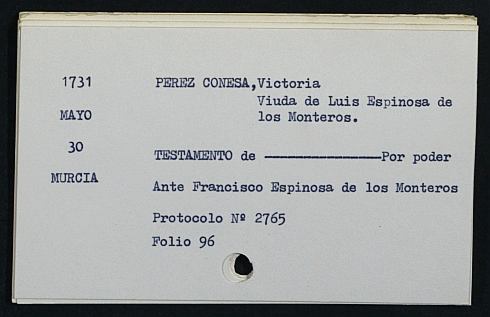 1731 PEREZ CONESA,Victoria
Viuda de Luis Espinosa de
MAYO los Monteros.
30
TESTAMENTO de ----------------Por poder
MURCIA
Ante Francisco Espinosa de los Monteros
Protocolo Nº 2765
Folio 96